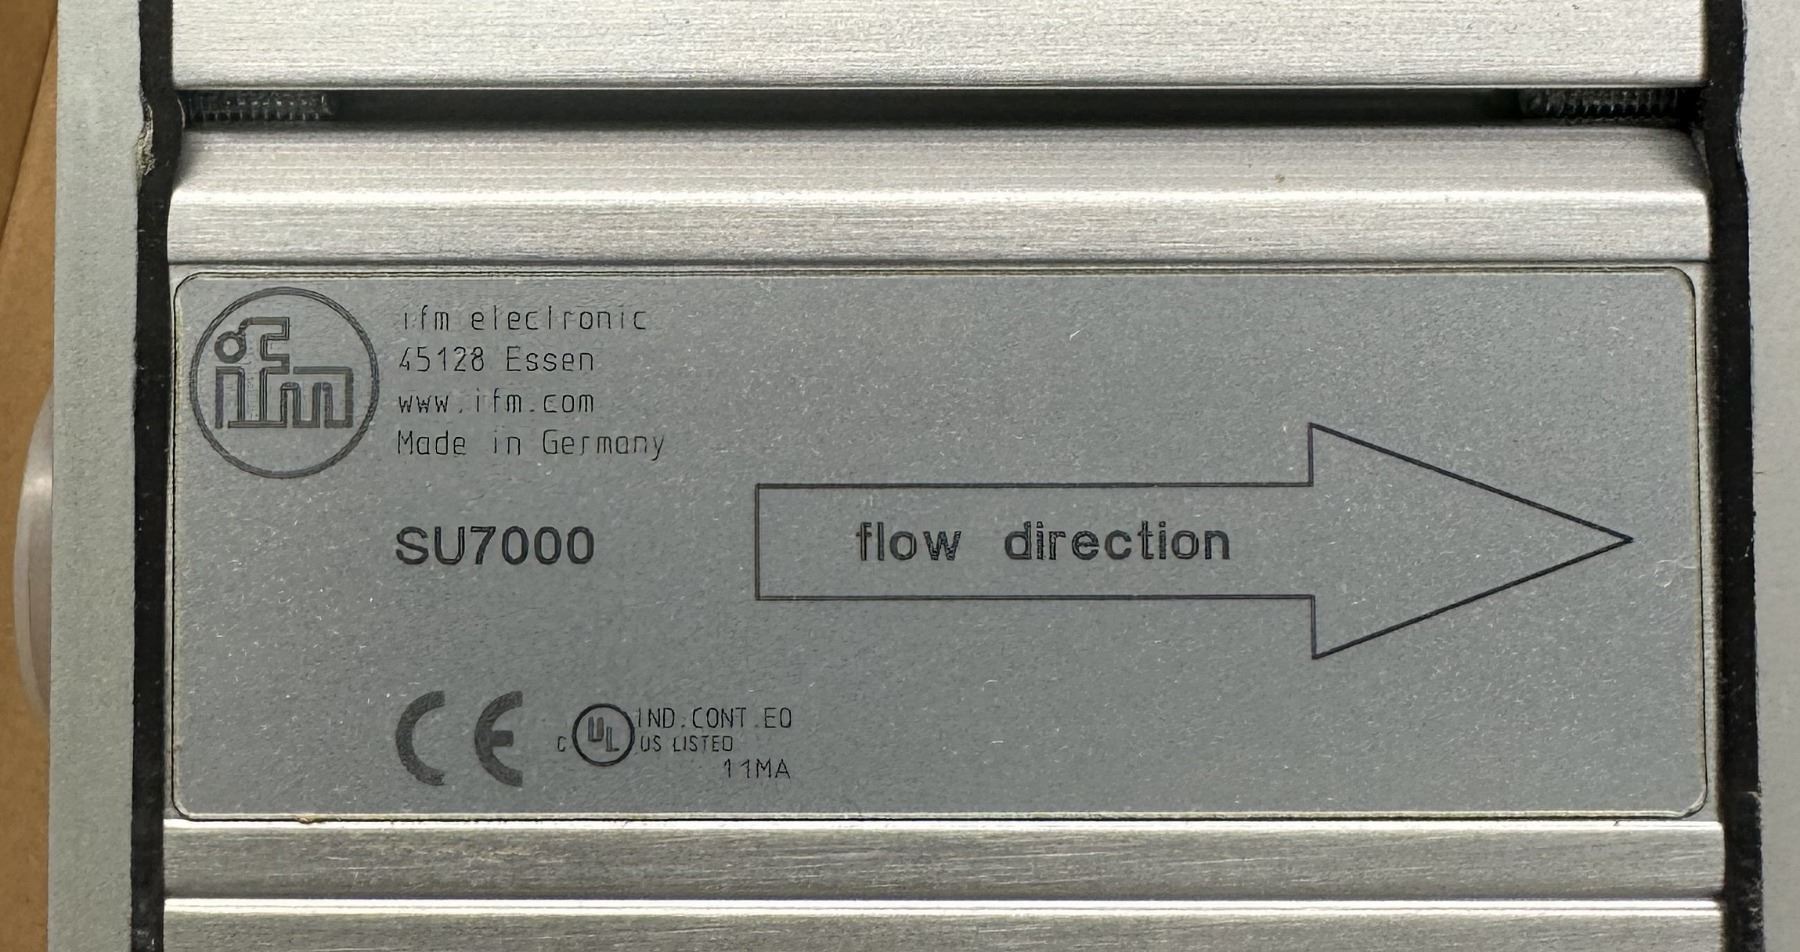 ifm
ifm electronic
45128 Essen
www.ifm.com
Made in Germany
SU7000
flow direction
CE
C UL US LISTED
IND.CONT.EQ
11MA